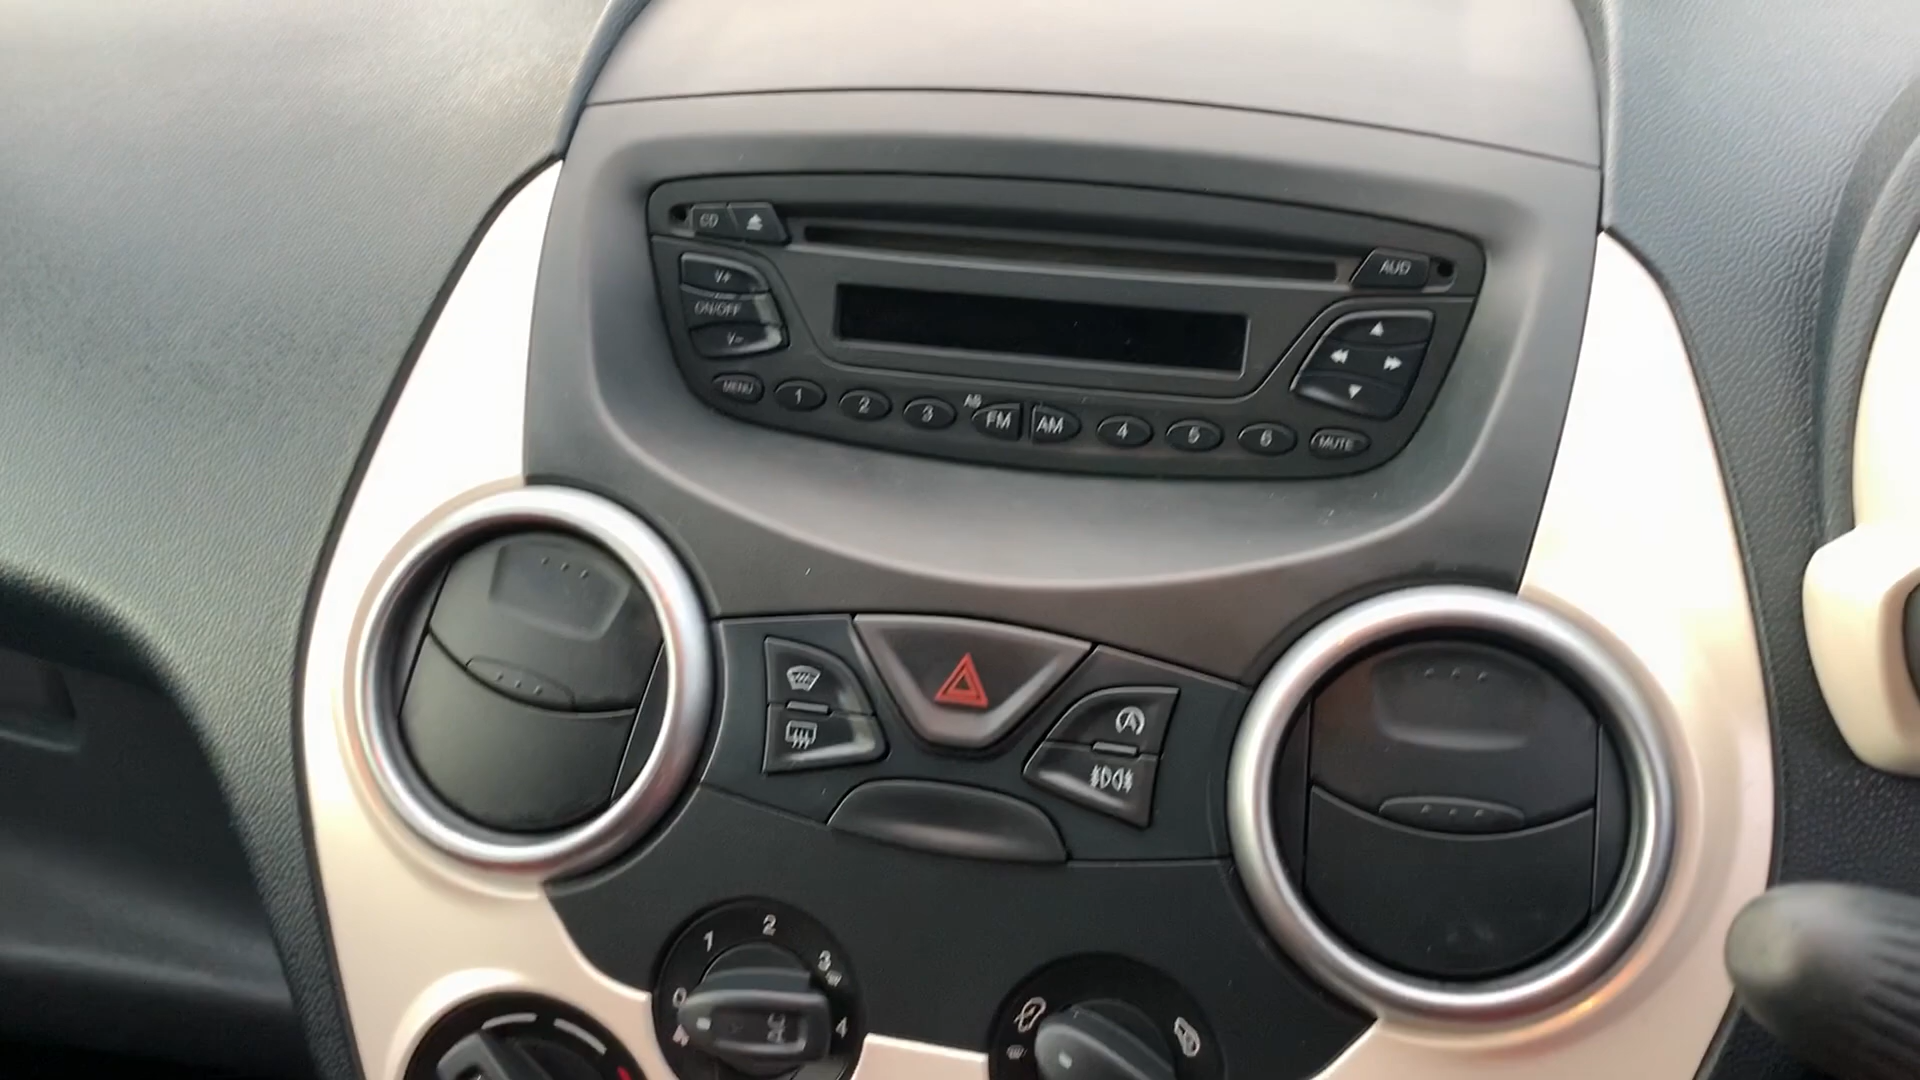 CD
AUD
V+
ON/OFF
V-
MENU 1 2 3 AS FM AM 4 5 6 MUTE
A
1 2 3 4
0
A/C